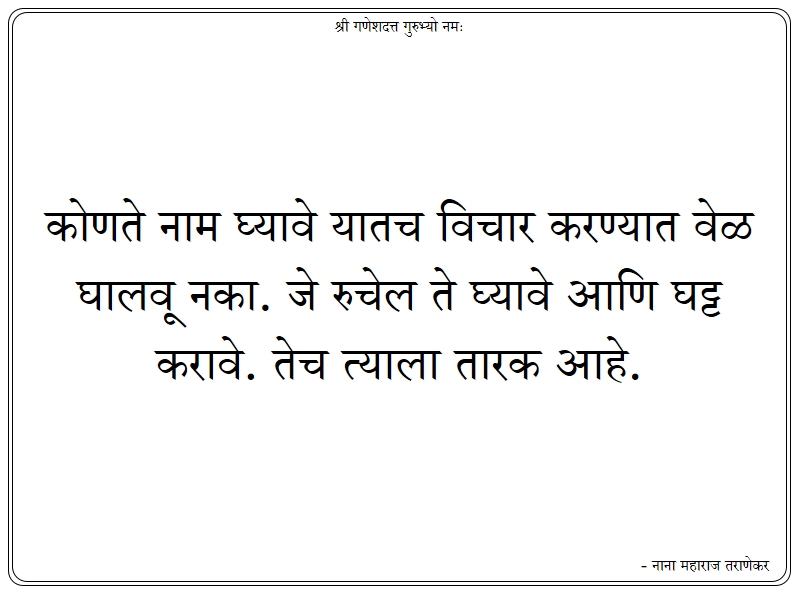 श्री गणेशदत्त गुरुभ्यो नमः
कोणते नाम घ्यावे यातच विचार करण्यात वेळ
घालवू नका. जे रुचेल ते घ्यावे आणि घट्ट
करावे. तेच त्याला तारक आहे.
- नाना महाराज तराणेकर